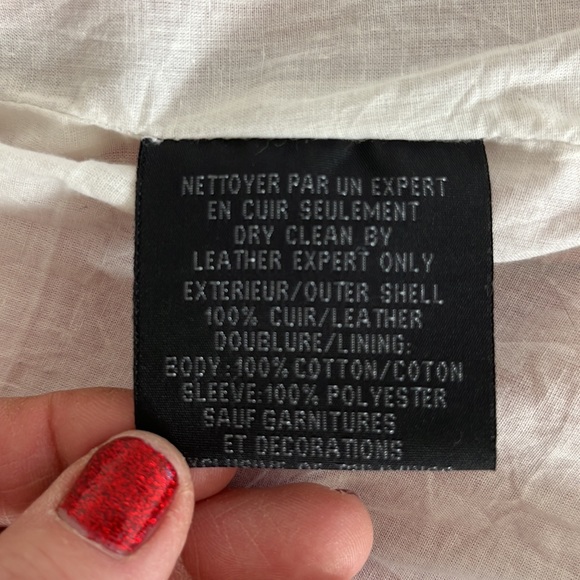 NETTOYER PAR UN EXPERT
EN CUIR SEULEMENT
DRY CLEAN BY
LEATHER EXPERT ONLY
EXTERIEUR/OUTER SHELL
100% CUIR/LEATHER
DOUBLURE/LINING:
BODY:100% COTTON/COTON
SLEEVE:100% POLYESTER
SAUF GARNITURES
ET DECORATIONS